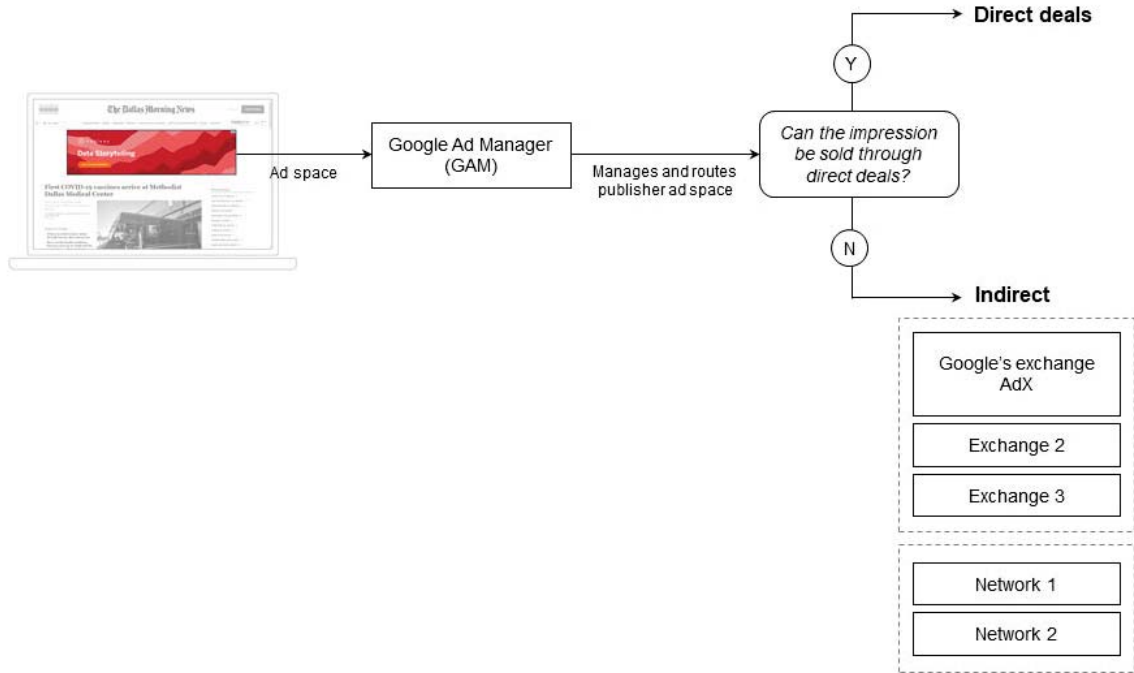 Direct deals
Y
The Dallas Morning News
Data Storytelling
First COVID-19 vaccines arrive at Methodist
Dallas Medical Center
Ad space
Google Ad Manager
(GAM)
Manages and routes
publisher ad space
Can the impression
be sold through
direct deals?
N
Indirect
Google’s exchange
AdX
Exchange 2
Exchange 3
Network 1
Network 2